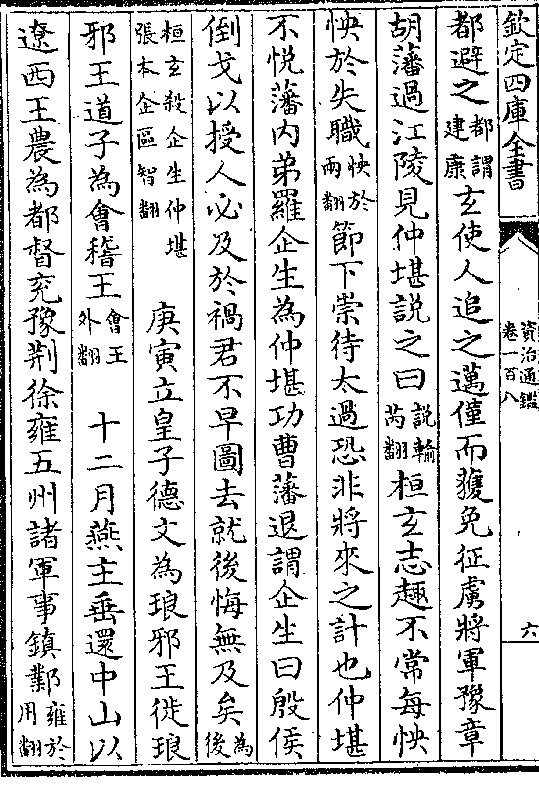 欽定四庫全書
資治通鑑
卷一百八
六
都避之都謂建康玄使人追之邁僅而獲免征虜將軍豫章
胡藩過江陵見仲堪說之曰說輸芮翻桓玄志趣不常每怏
怏於失職怏於兩翻節下崇待太過恐非將來之計也仲堪
不悅藩內弟羅企生為仲堪功曹藩退謂企生曰殷侯
倒戈以授人必及於禍君不早圖去就後悔無及矣為後
桓玄殺企生仲堪張本企區智翻 庚寅立皇子德文為琅邪王徙琅
邪王道子為會稽王會王外翻 十二月燕主垂還中山以
遼西王農為都督兗豫荆徐雍五州諸軍事鎮鄴雍於用翻